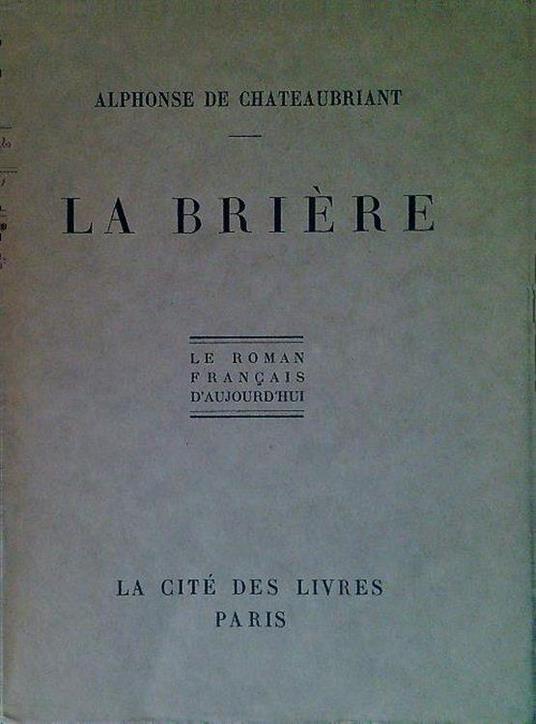 ALPHONSE DE CHATEAUBRIANT
LA BRIÈRE
LE ROMAN
FRANÇAIS
D'AUJOURD'HUI
LA CITÉ DES LIVRES
PARIS